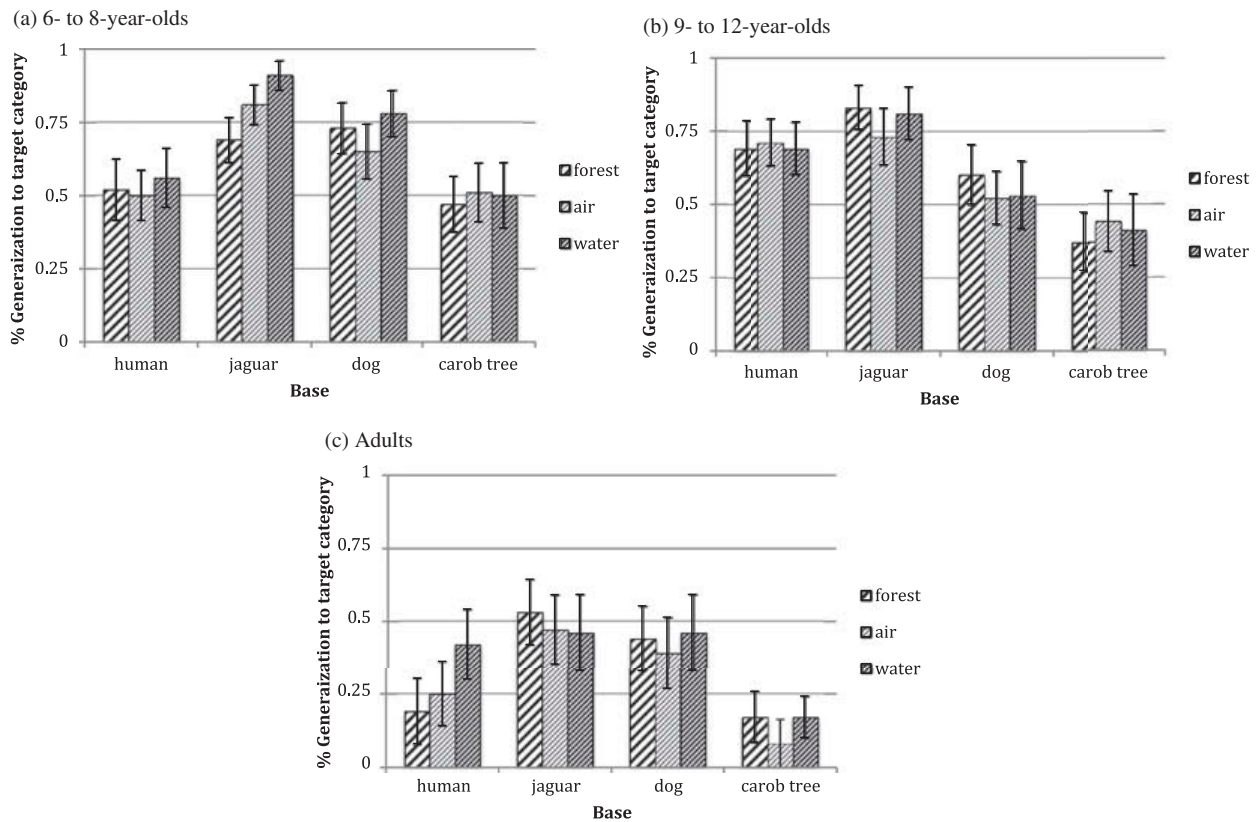 (a) 6- to 8-year-olds
% Generaization to target category
1
0.75
0.5
0.25
0
human jaguar dog carob tree
Base
forest
air
water
(b) 9- to 12-year-olds
% Generaization to target category
1
0.75
0.5
0.25
0
human jaguar dog carob tree
Base
forest
air
water
(c) Adults
% Generaization to target category
1
0.75
0.5
0.25
0
human jaguar dog carob tree
Base
forest
air
water